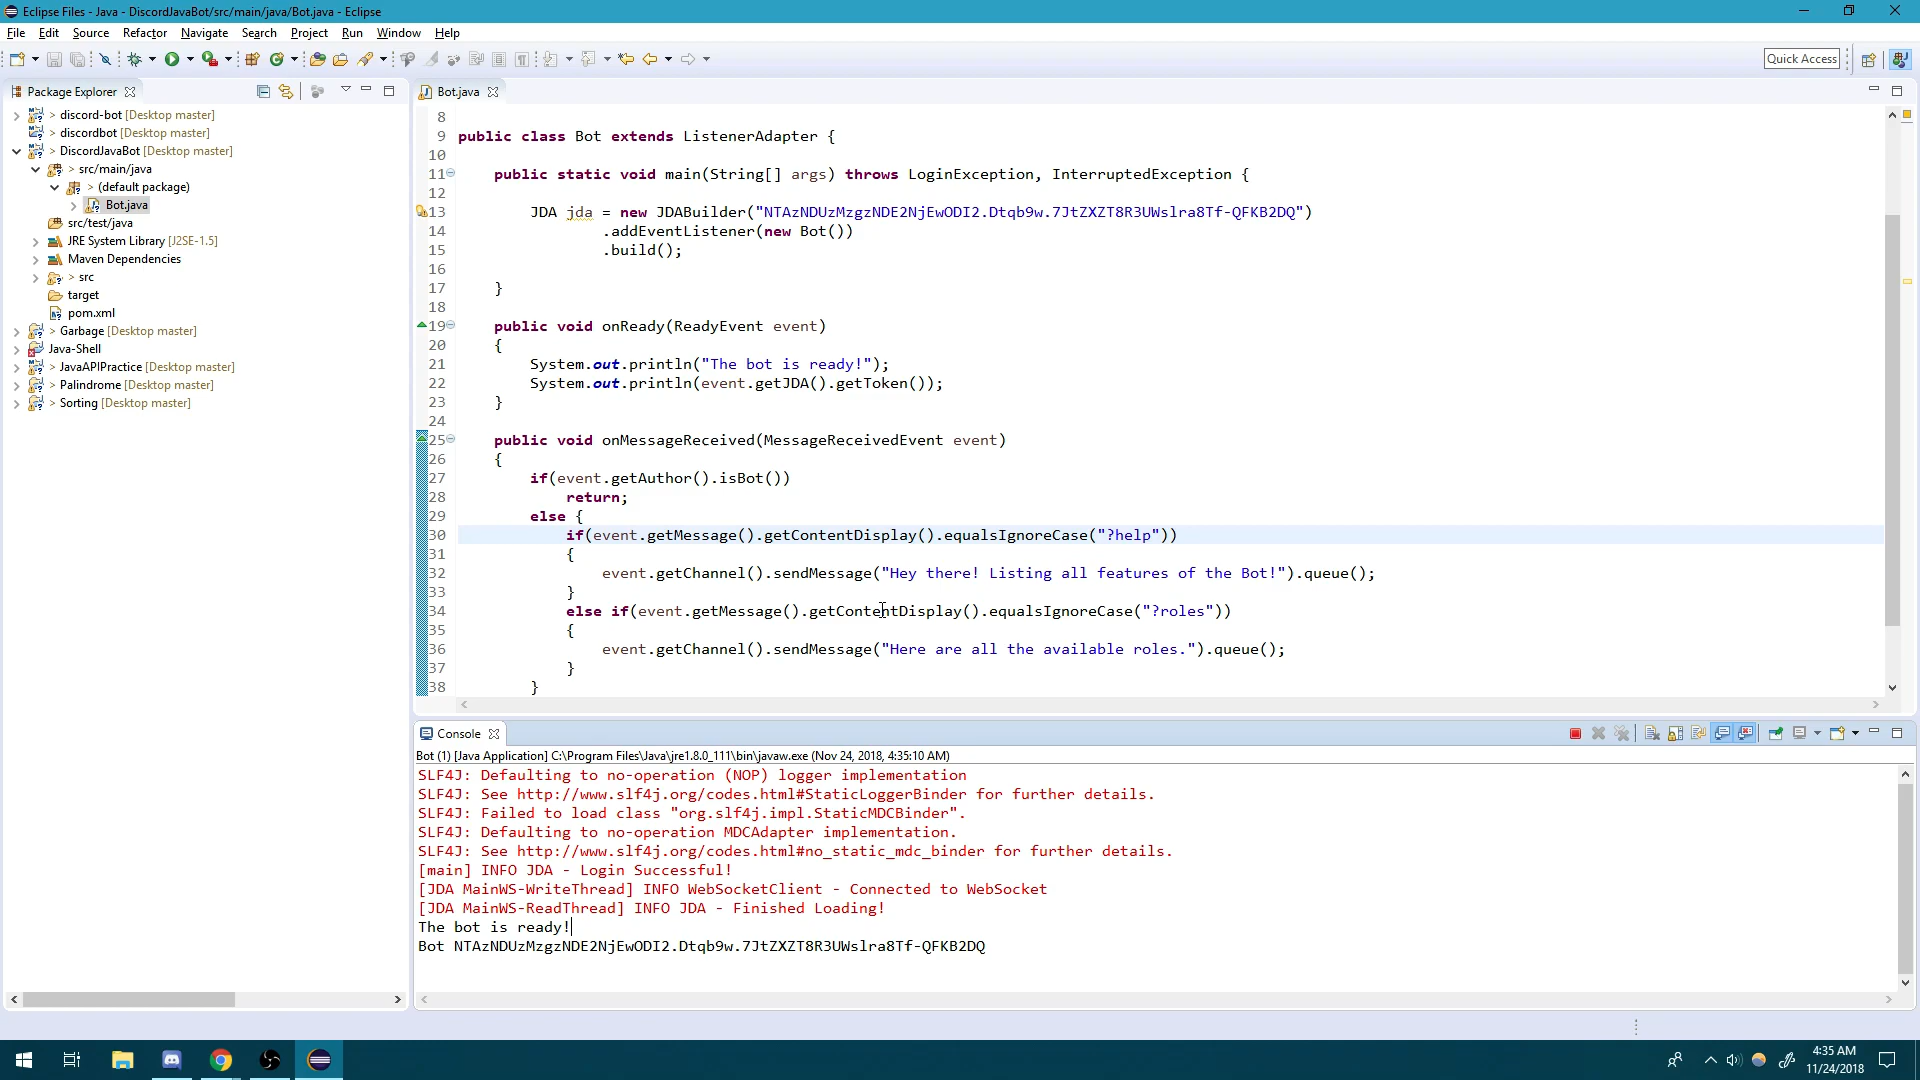 Eclipse Files - Java - DiscordJavaBot/src/main/java/Bot.java - Eclipse
File Edit Source Refactor Navigate Search Project Run Window Help
Quick Access
Package Explorer
> discord-bot [Desktop master]
> discordbot [Desktop master]
> DiscordJavaBot [Desktop master]
> src/main/java
> (default package)
Bot.java
src/test/java
JRE System Library [J2SE-1.5]
Maven Dependencies
> src
target
pom.xml
> Garbage [Desktop master]
Java-Shell
> JavaAPIPractice [Desktop master]
> Palindrome [Desktop master]
> Sorting [Desktop master]
Bot.java
8
9 public class Bot extends ListenerAdapter {
10
11 public static void main(String[] args) throws LoginException, InterruptedException {
12
13 JDA jda = new JDABuilder("NTAzNDUzMzgzNDE2NjEwODI2.Dtqb9w.7JtZXZT8R3UWslra8Tf-QFKB2DQ")
14 .addEventListener(new Bot())
15 .build();
16
17 }
18
19 public void onReady(ReadyEvent event)
20 {
21 System.out.println("The bot is ready!");
22 System.out.println(event.getJDA().getToken());
23 }
24
25 public void onMessageReceived(MessageReceivedEvent event)
26 {
27 if(event.getAuthor().isBot())
28 return;
29 else {
30 if(event.getMessage().getContentDisplay().equalsIgnoreCase("?help"))
31 {
32 event.getChannel().sendMessage("Hey there! Listing all features of the Bot!").queue();
33 }
34 else if(event.getMessage().getContentDisplay().equalsIgnoreCase("?roles"))
35 {
36 event.getChannel().sendMessage("Here are all the available roles.").queue();
37 }
38 }
Console
Bot (1) [Java Application] C:\Program Files\Java\jre1.8.0_111\bin\javaw.exe (Nov 24, 2018, 4:35:10 AM)
SLF4J: Defaulting to no-operation (NOP) logger implementation
SLF4J: See http://www.slf4j.org/codes.html#StaticLoggerBinder for further details.
SLF4J: Failed to load class "org.slf4j.impl.StaticMDCBinder".
SLF4J: Defaulting to no-operation MDCAdapter implementation.
SLF4J: See http://www.slf4j.org/codes.html#no_static_mdc_binder for further details.
[main] INFO JDA - Login Successful!
[JDA MainWS-WriteThread] INFO WebSocketClient - Connected to WebSocket
[JDA MainWS-ReadThread] INFO JDA - Finished Loading!
The bot is ready!
Bot NTAzNDUzMzgzNDE2NjEwODI2.Dtqb9w.7JtZXZT8R3UWslra8Tf-QFKB2DQ
4:35 AM
11/24/2018